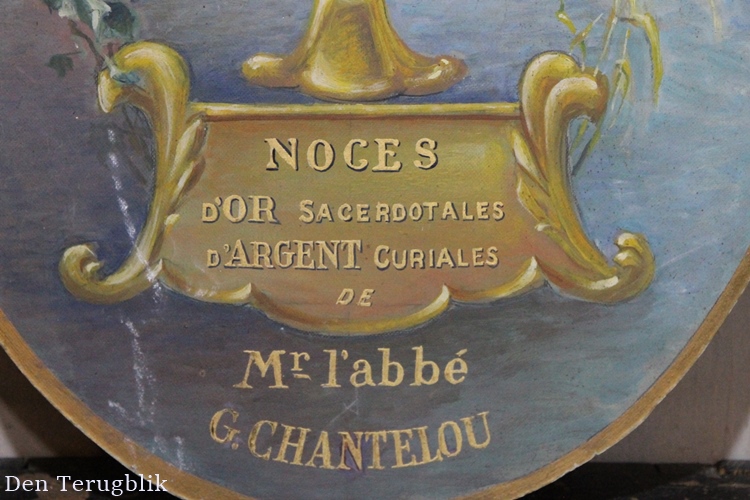 NOCES
D'OR SACERDOTALES
D'ARGENT CURIALES
DE
Mr l'abbé
G. CHANTELOU
Den Terugblik